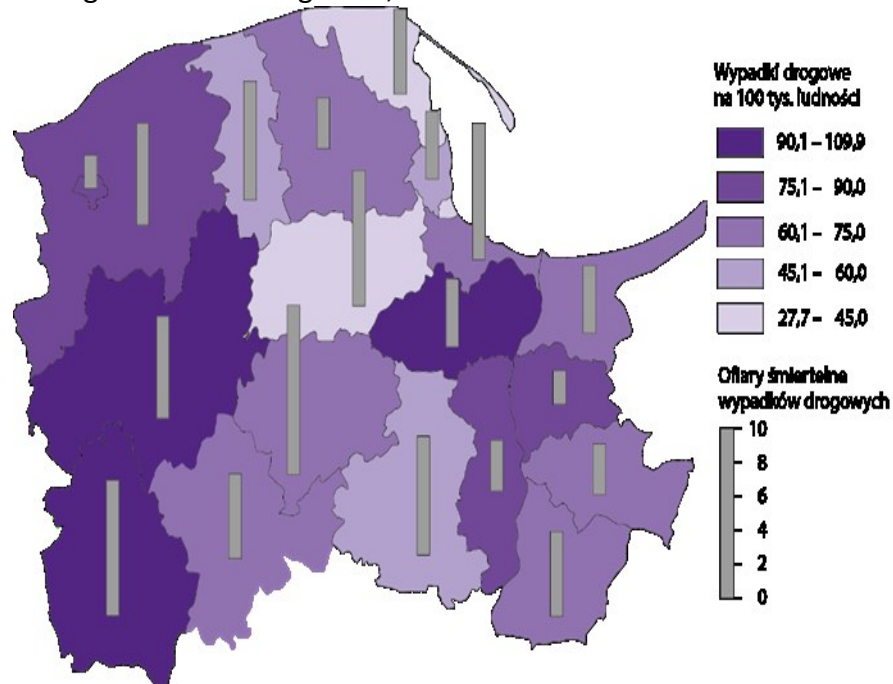 Wypadki drogowe
na 100 tys. ludności
90,1 – 109,9
75,1 – 90,0
60,1 – 75,0
45,1 – 60,0
27,7 – 45,0
Ofiary śmiertelne
wypadków drogowych
10
8
6
4
2
0